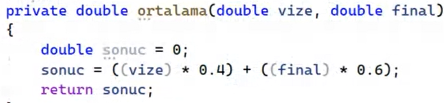 private double ortalama(double vize, double final)
{
double sonuc = 0;
sonuc = ((vize) * 0.4) + ((final) * 0.6);
return sonuc;